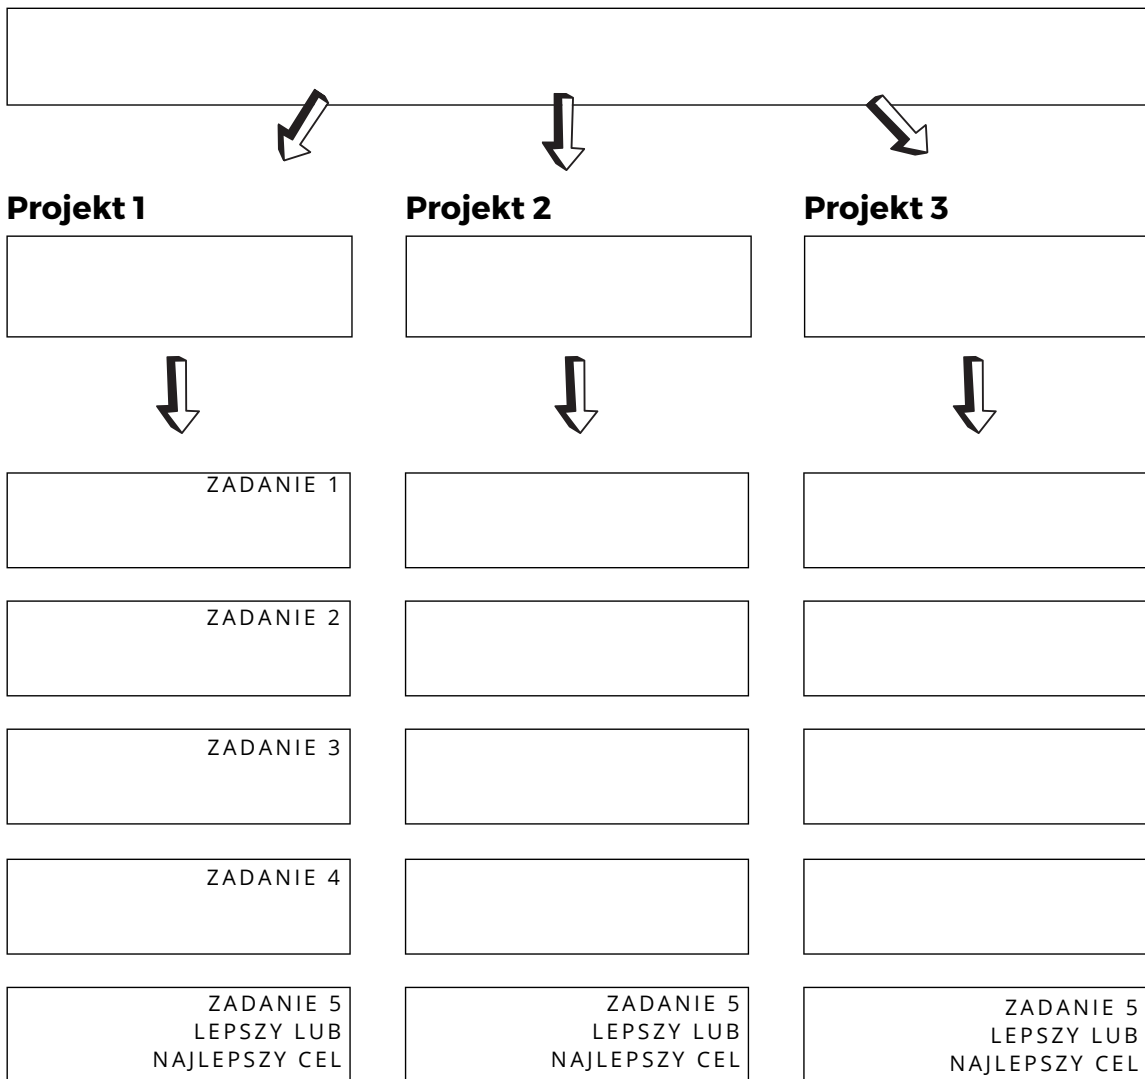 Projekt 1
Projekt 2
Projekt 3
ZADANIE 1
ZADANIE 2
ZADANIE 3
ZADANIE 4
ZADANIE 5
LEPSZY LUB
NAJLEPSZY CEL
ZADANIE 5
LEPSZY LUB
NAJLEPSZY CEL
ZADANIE 5
LEPSZY LUB
NAJLEPSZY CEL